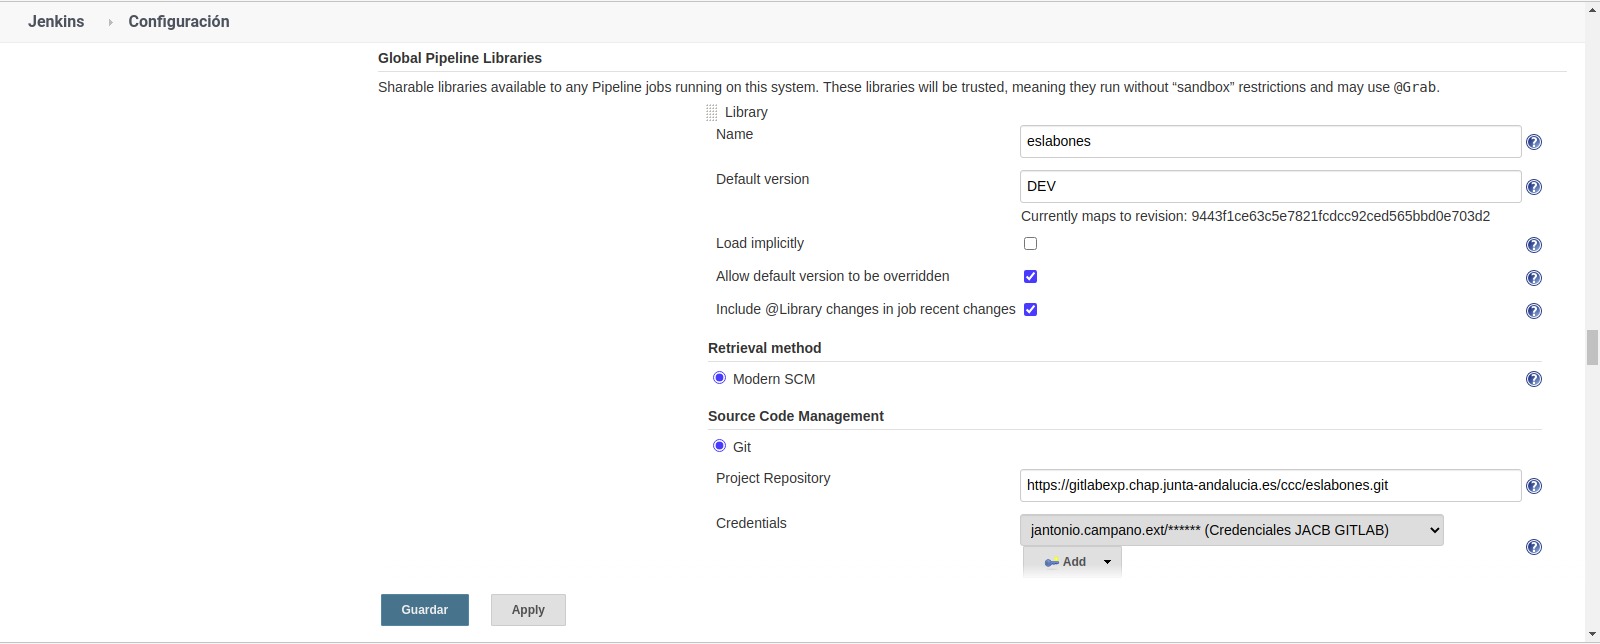 Jenkins Configuración
Global Pipeline Libraries
Sharable libraries available to any Pipeline jobs running on this system. These libraries will be trusted, meaning they run without “sandbox” restrictions and may use @Grab.
Library
Name eslabones
Default version DEV
Currently maps to revision: 9443f1ce63c5e7821fcdcc92ced565bbd0e703d2
Load implicitly
Allow default version to be overridden
Include @Library changes in job recent changes
Retrieval method
Modern SCM
Source Code Management
Git
Project Repository https://gitlabexp.chap.junta-andalucia.es/ccc/eslabones.git
Credentials jantonio.campano.ext/****** (Credenciales JACB GITLAB)
Add
Guardar Apply